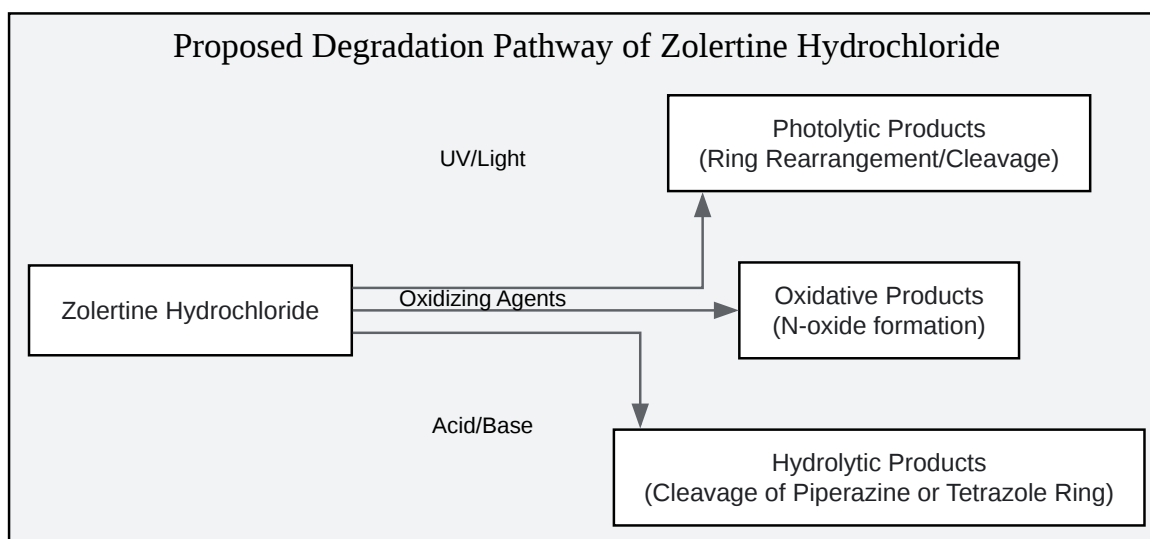 Proposed Degradation Pathway of Zolertine Hydrochloride
Photolytic Products
(Ring Rearrangement/Cleavage)
UV/Light
Zolertine Hydrochloride
Oxidizing Agents
Oxidative Products
(N-oxide formation)
Acid/Base
Hydrolytic Products
(Cleavage of Piperazine or Tetrazole Ring)